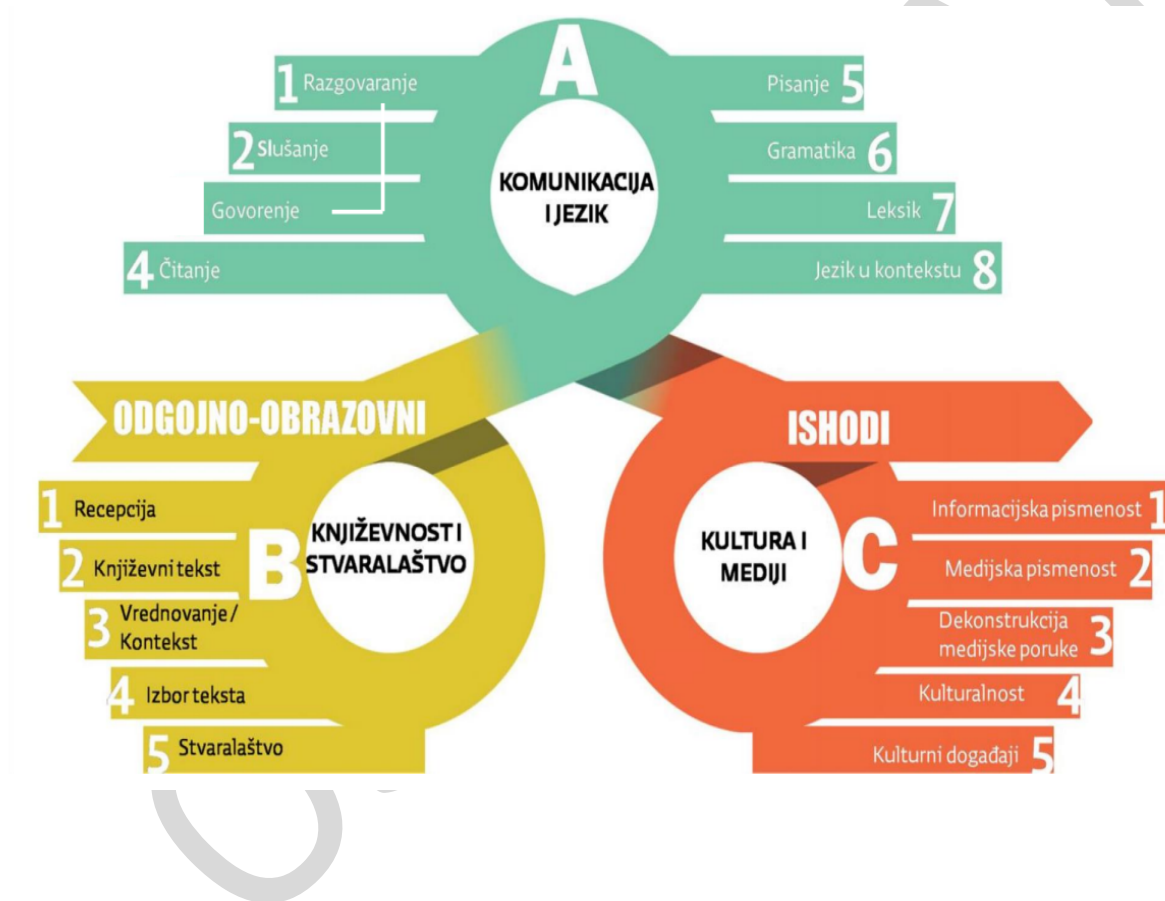 A
1 Razgovaranje
2 Slušanje
Govorenje
4 Čitanje
KOMUNIKACIJA
I JEZIK
Pisanje 5
Gramatika 6
Leksik 7
Jezik u kontekstu 8
ODGOJNO-OBRAZOVNI
ISHODI
1 Recepcija
2 Književni tekst
3 Vrednovanje /
Kontekst
4 Izbor teksta
5 Stvaralaštvo
B
KNJIŽEVNOST I
STVARALAŠTVO
KULTURA I
MEDIJI
C
Informacijska pismenost 1
Medijska pismenost 2
Dekonstrukcija
medijske poruke 3
Kulturalnost 4
Kulturni događaji 5